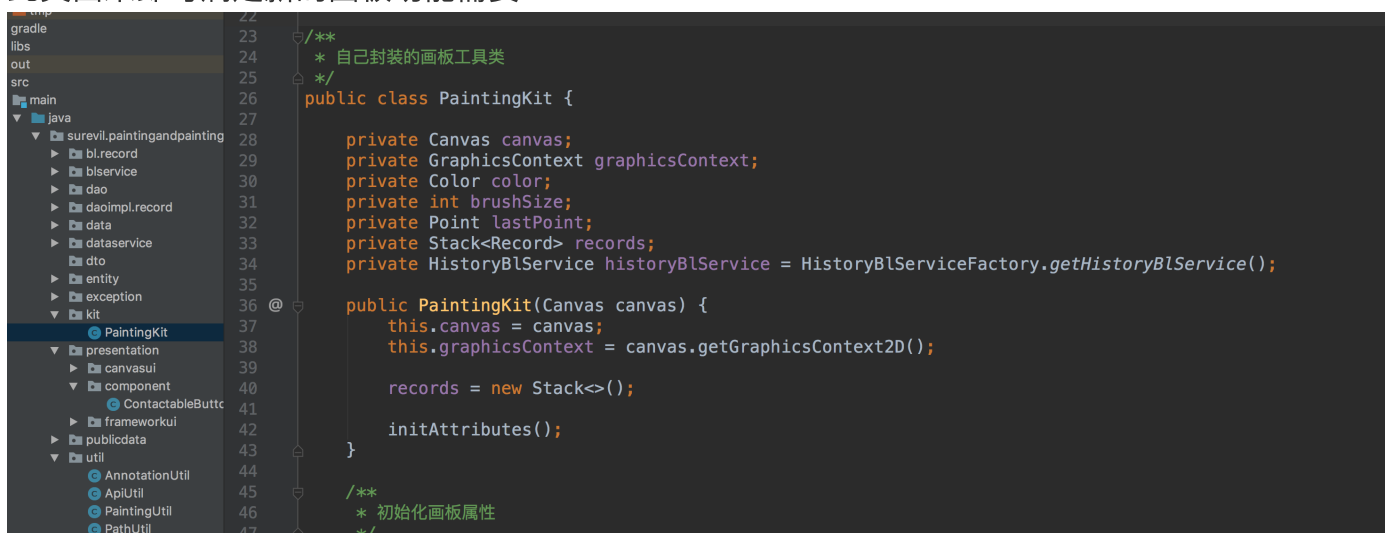 tmp
gradle
libs
out
src
main
java
surevil.paintingandpainting
bl.record
blservice
dao
daoimpl.record
data
dataservice
dto
entity
exception
kit
PaintingKit
presentation
canvasui
component
ContactableButto
frameworkui
publicdata
util
AnnotationUtil
ApiUtil
PaintingUtil
PathUtil
22
23 /**
24 * 自己封装的画板工具类
25 */
26 public class PaintingKit {
27
28 private Canvas canvas;
29 private GraphicsContext graphicsContext;
30 private Color color;
31 private int brushSize;
32 private Point lastPoint;
33 private Stack<Record> records;
34 private HistoryBlService historyBlService = HistoryBlServiceFactory.getHistoryBlService();
35
36 @ public PaintingKit(Canvas canvas) {
37 this.canvas = canvas;
38 this.graphicsContext = canvas.getGraphicsContext2D();
39
40 records = new Stack<>();
41
42 initAttributes();
43 }
44
45 /**
46 * 初始化画板属性
47 */